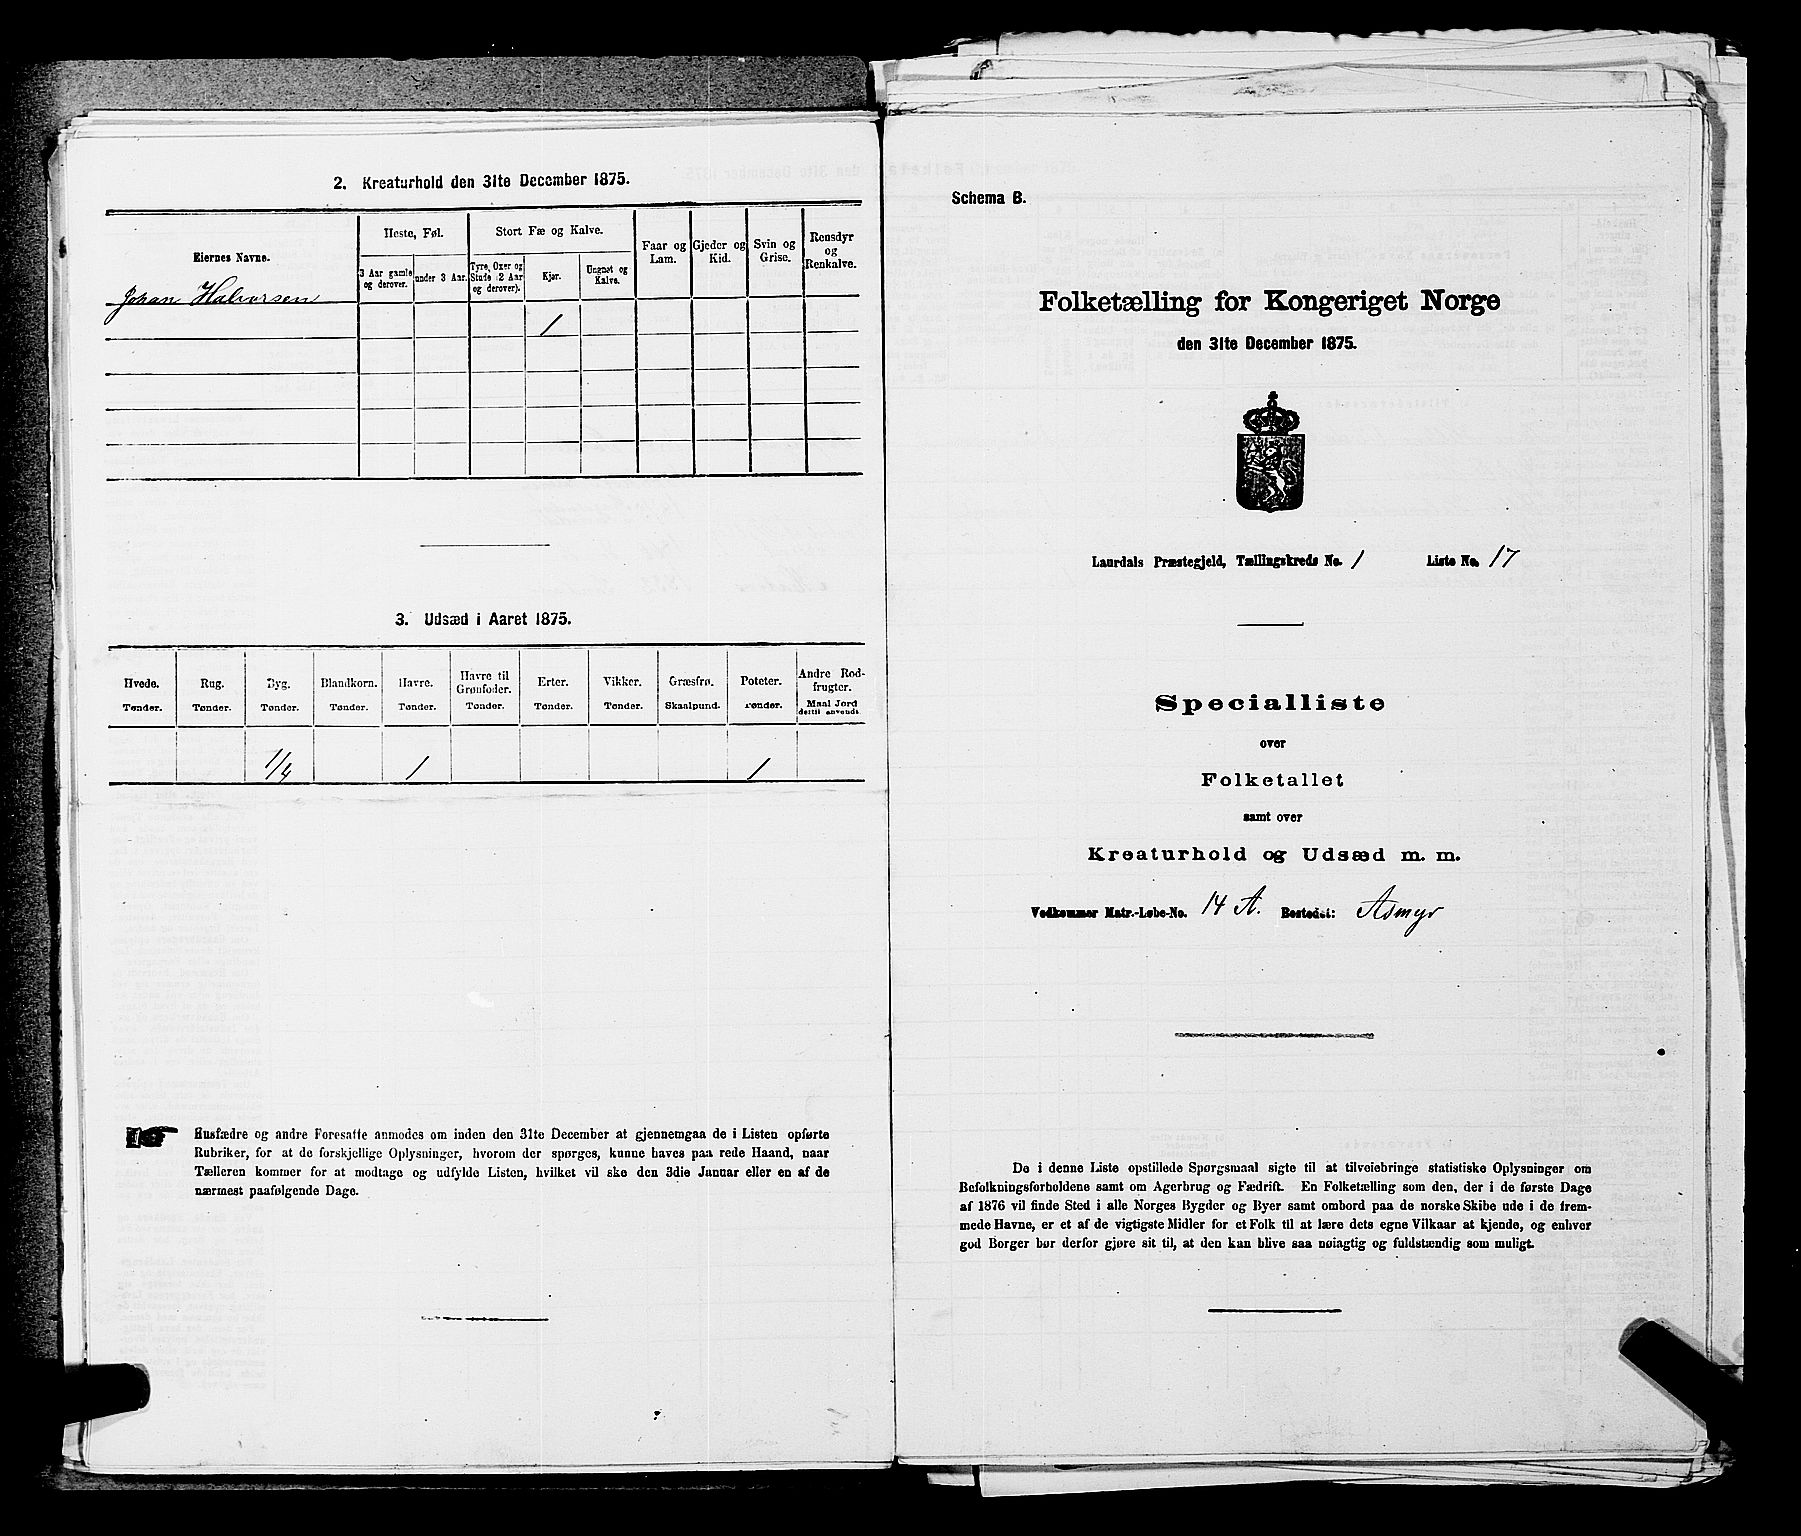 2. Kreaturhold den 31te December 1875.
Eiernes Navne.
Heste, Føl.
Stort Fæ og Kalve.
Faar og Lam.
Gjeder og Kid.
Svin og Grise.
Rensdyr og Renkalve.
3 Aar gamle og derover.
under 3 Aar.
Tyre, Oxer og Stude (2 Aar og derover).
Kjør.
Ungnøt og Kalve.
Johan Halvorsen
1
3. Udsæd i Aaret 1875.
Hvede. Rug. Byg. Blandkorn. Havre. Havre til Grønfoder. Erter. Vikker. Græsfrø. Poteter. Andre Rodfrugter.
Tønder. Tønder. Tønder. Tønder. Tønder. Tønder. Tønder. Tønder. Skaalpund. Tønder. Maal Jord dertil anvendt.
1/4 1 1
Husfædre og andre Foresatte anmodes om inden den 31te December at gjennemgaa de i Listen opførte
Rubriker, for at de forskjellige Oplysninger, hvorom der spørges, kunne haves paa rede Haand, naar
Tælleren kommer for at modtage og udfylde Listen, hvilket vil ske den 3die Januar eller en af de
nærmest paafølgende Dage.
Schema B.
Folketælling for Kongeriget Norge
den 31te December 1875.
Laurdals Præstegjeld, Tællingskreds No. 1 Liste No. 17
Specialliste
over
Folketallet
samt over
Kreaturhold og Udsæd m. m.
Vedkommer Matr.-Løbe-No. 14 A. Bostedet: Asmyr
De i denne Liste opstillede Spørgsmaal sigte til at tilveiebringe statistiske Oplysninger om
Befolkningsforholdene samt om Agerbrug og Fædrift. En Folketælling som den, der i de første Dage
af 1876 vil finde Sted i alle Norges Bygder og Byer samt ombord paa de norske Skibe ude i de frem-
mede Havne, er et af de vigtigste Midler for et Folk til at lære dets egne Vilkaar at kjende, og enhver
god Borger bør derfor gjøre sit til, at den kan blive saa nøiagtig og fuldstændig som muligt.